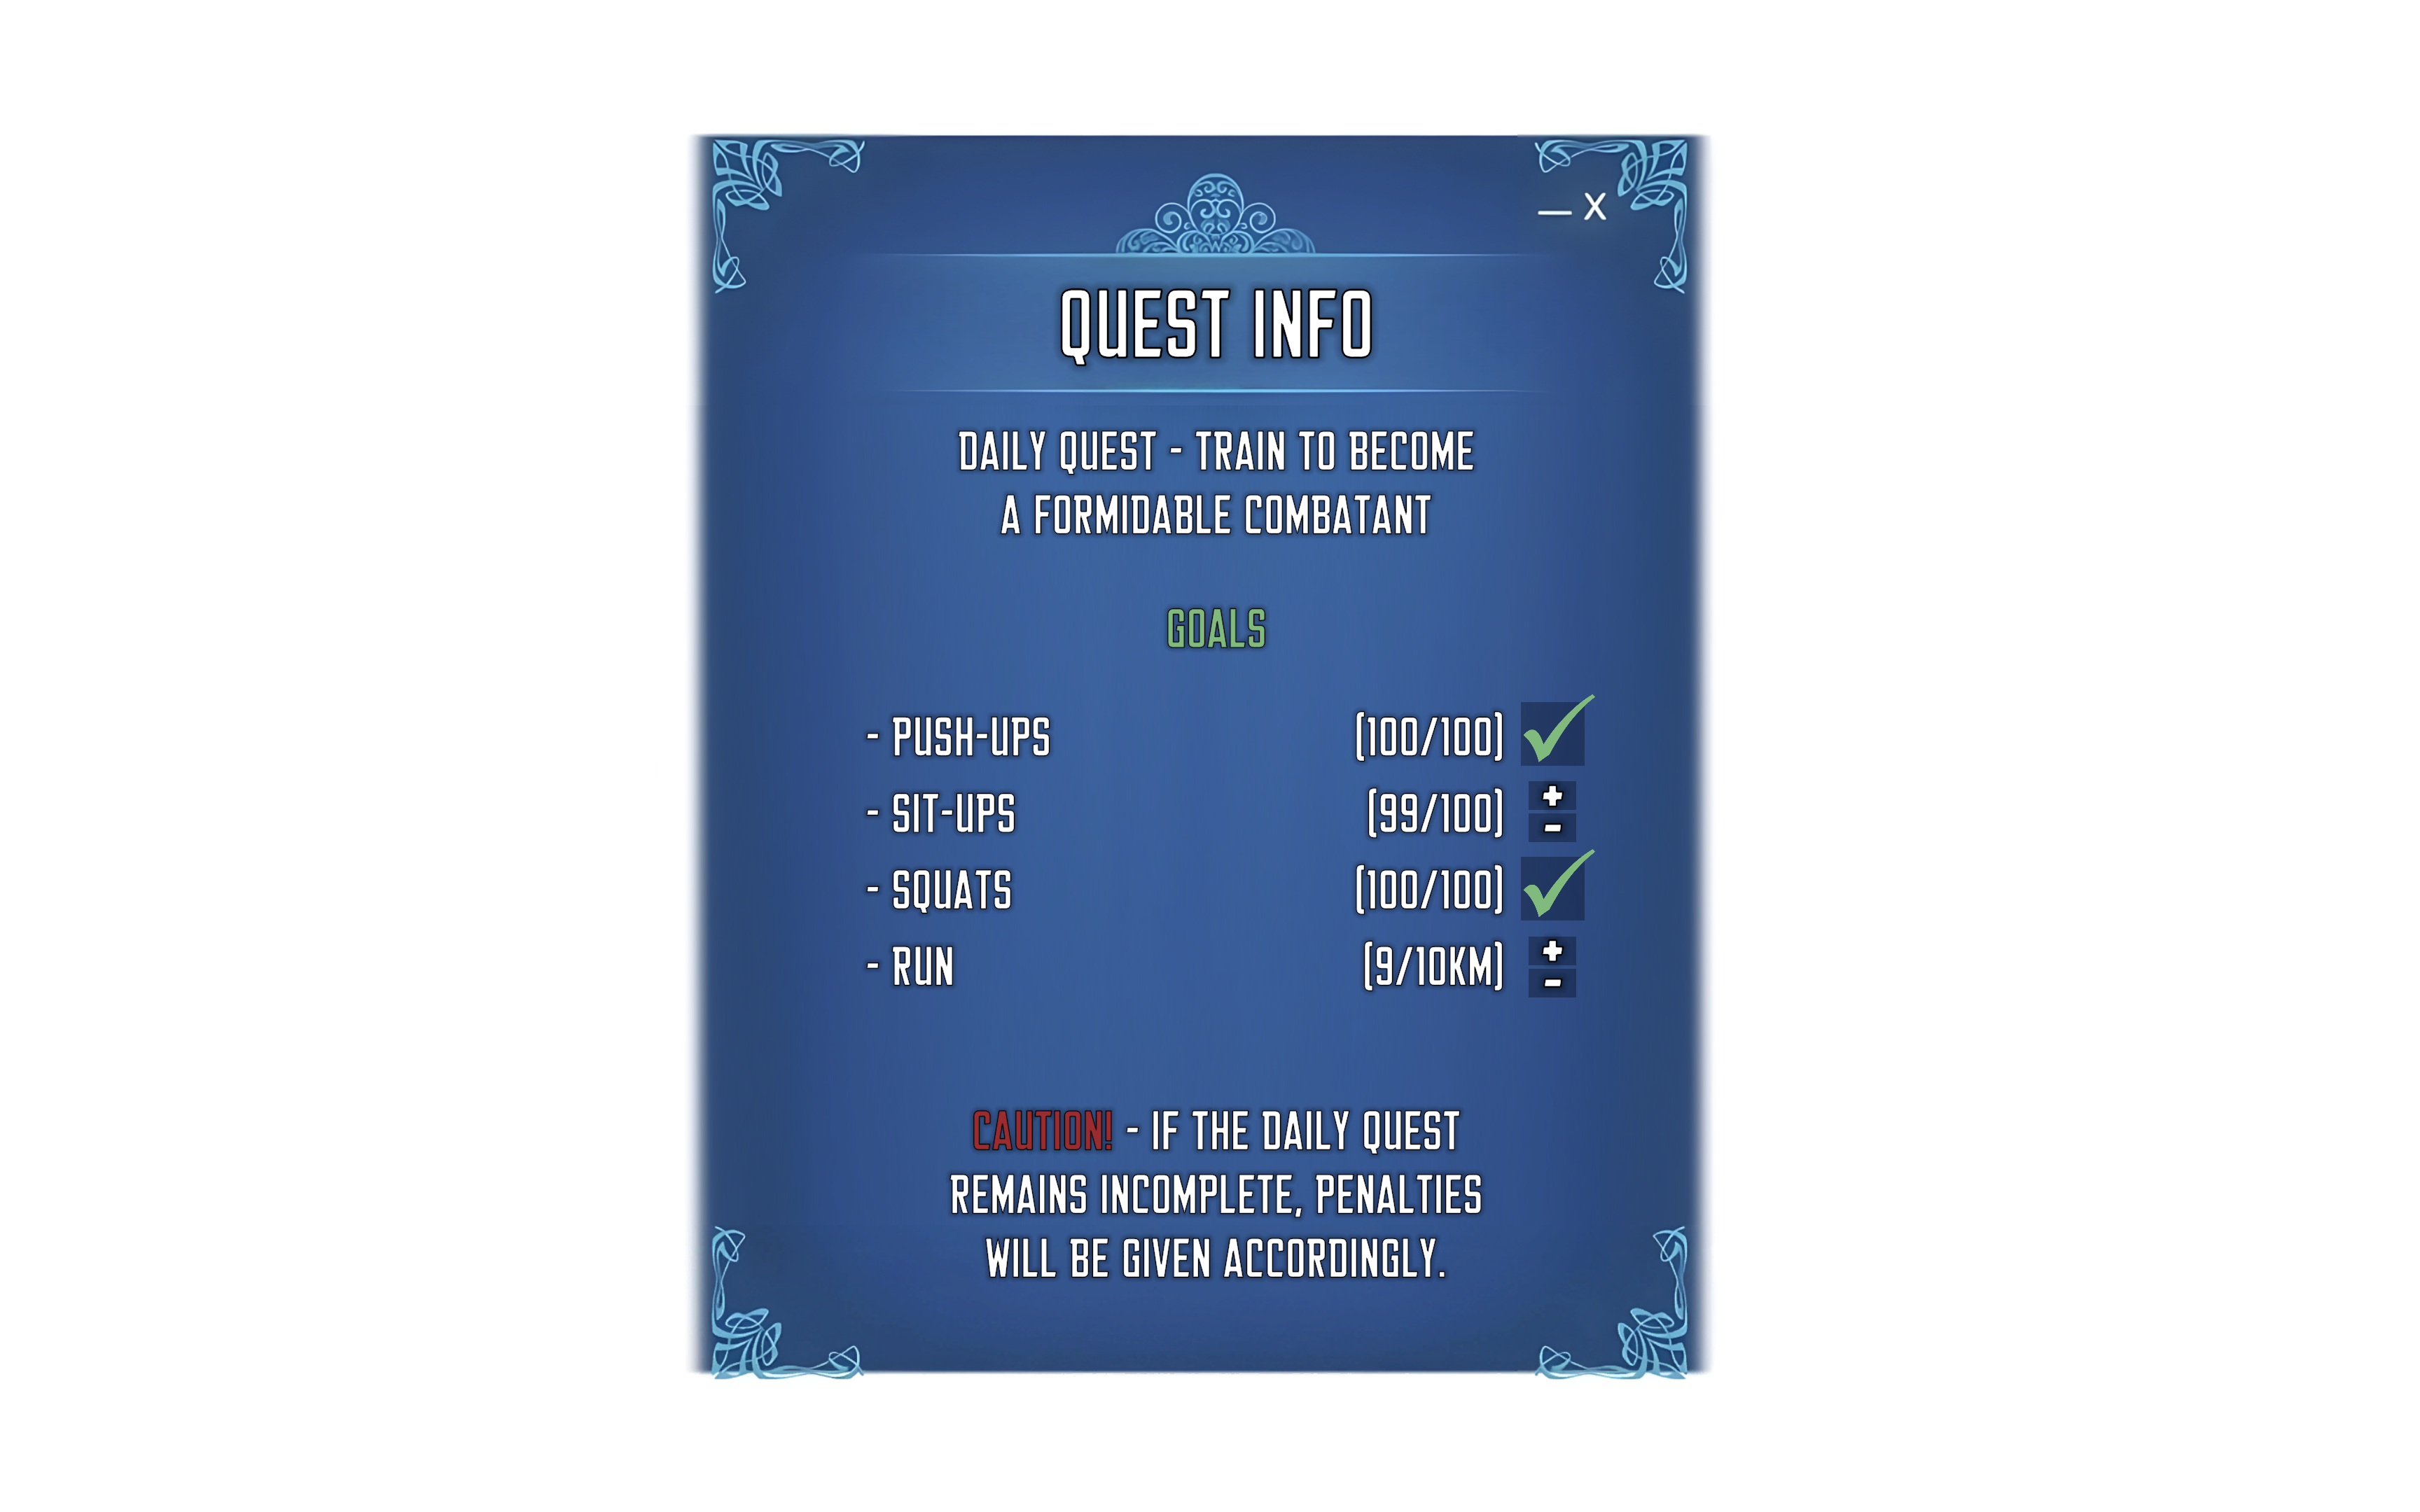 — X
QUEST INFO
DAILY QUEST - TRAIN TO BECOME
A FORMIDABLE COMBATANT
GOALS
- PUSH-UPS [100/100]
- SIT-UPS [99/100] + -
- SQUATS [100/100]
- RUN [9/10KM] + -
CAUTION! - IF THE DAILY QUEST
REMAINS INCOMPLETE, PENALTIES
WILL BE GIVEN ACCORDINGLY.